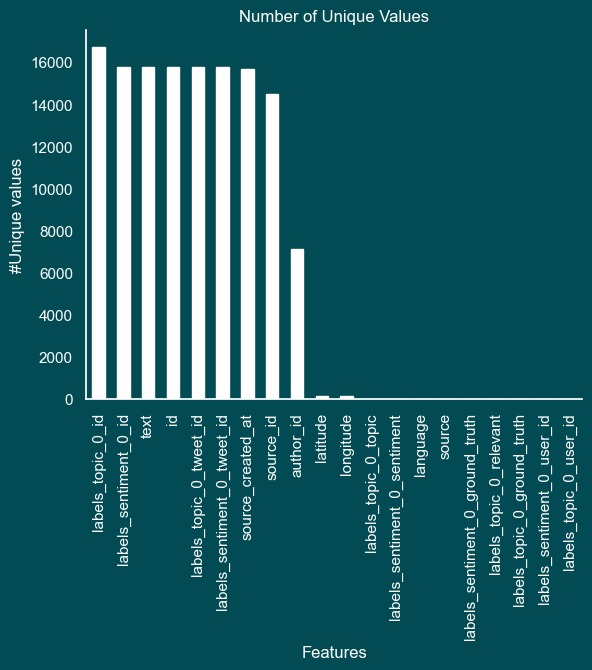 Number of Unique Values
#Unique values
16000
14000
12000
10000
8000
6000
4000
2000
0
labels_topic_0_id
labels_sentiment_0_id
text
id
labels_topic_0_tweet_id
labels_sentiment_0_tweet_id
source_created_at
source_id
author_id
latitude
longitude
labels_topic_0_topic
labels_sentiment_0_sentiment
language
source
labels_sentiment_0_ground_truth
labels_topic_0_relevant
labels_topic_0_ground_truth
labels_sentiment_0_user_id
labels_topic_0_user_id
Features